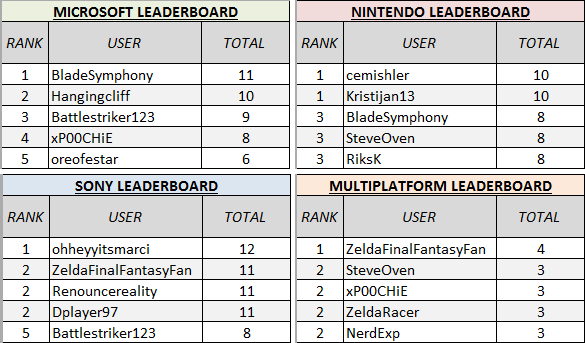 MICROSOFT LEADERBOARD
RANK USER TOTAL
1 BladeSymphony 11
2 Hangingcliff 10
3 Battlestriker123 9
4 xP00CHiE 8
5 oreofestar 6
NINTENDO LEADERBOARD
RANK USER TOTAL
1 cemishler 10
1 Kristijan13 10
3 BladeSymphony 8
3 SteveOven 8
3 RiksK 8
SONY LEADERBOARD
RANK USER TOTAL
1 ohheyyitsmarci 12
2 ZeldaFinalFantasyFan 11
2 Renouncereality 11
2 Dplayer97 11
5 Battlestriker123 8
MULTIPLATFORM LEADERBOARD
RANK USER TOTAL
1 ZeldaFinalFantasyFan 4
2 SteveOven 3
2 xP00CHiE 3
2 ZeldaRacer 3
2 NerdExp 3